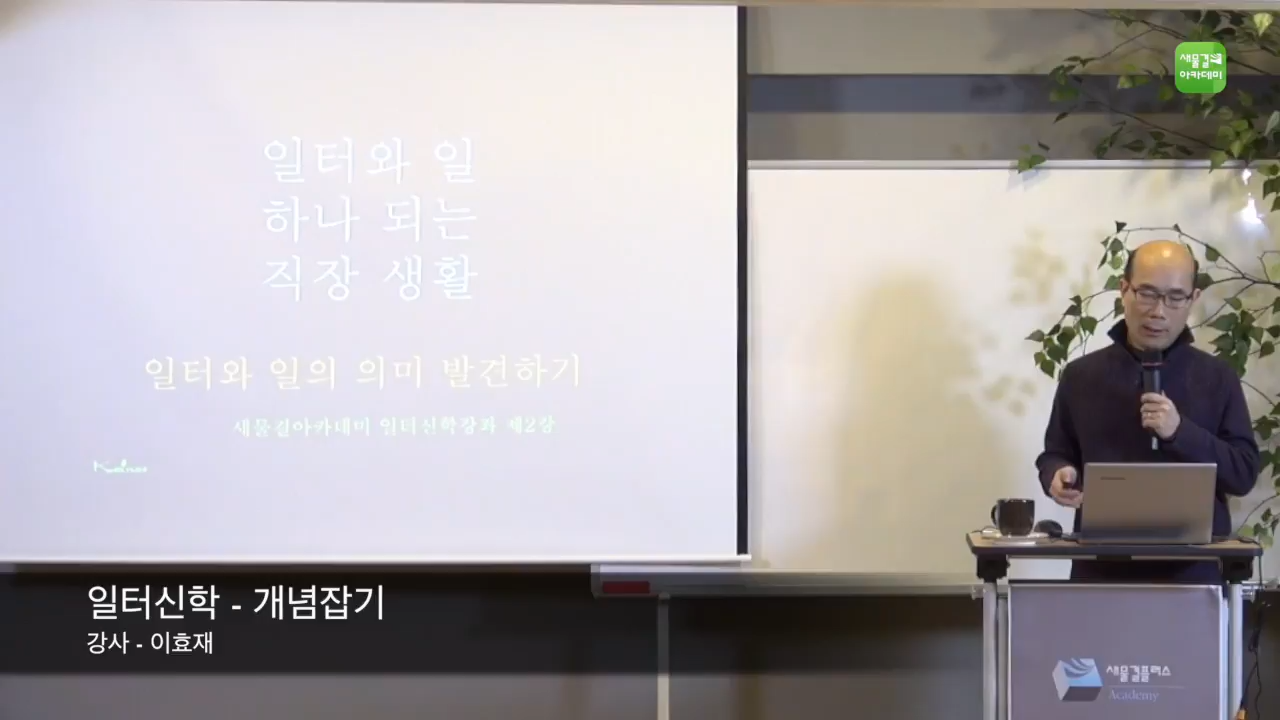 새물결
아카데미
일터와 일
하나 되는
직장 생활
일터와 일의 의미 발견하기
새물결아카데미 일터신학강좌 제2강
일터신학 - 개념잡기
강사 - 이효재
새물결플러스
Academy